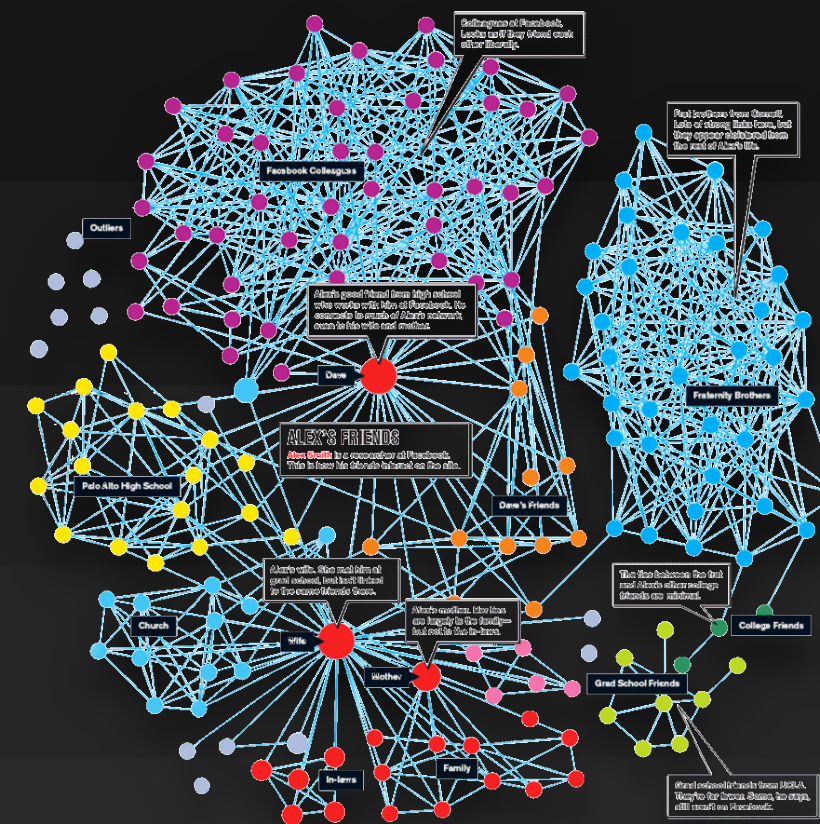 Colleagues at Facebook.
Looks as if they friend each
other liberally.
Frat brothers from Cornell.
Lots of strong links here, but
they appear cloistered from
the rest of Alex's life.
Facebook Colleagues
Outliers
Alex's good friend from high school
who works with him at Facebook. He
connects to much of Alex's network,
even to his wife and mother.
Dave
Fraternity Brothers
ALEX'S FRIENDS
Alex Smith is a researcher at Facebook.
This is how his friends interact on the site.
Palo Alto High School
Dave's Friends
Alex's wife. She met him at
grad school, but isn't linked
to the same friends there.
The ties between the frat
and Alex's other college
friends are minimal.
Alex's mother. Her ties
are largely to the family—
but not to the in-laws.
Church
College Friends
Wife
Mother
Grad School Friends
Family
In-laws
Grad school friends from UCLA.
They're far fewer. Some, he says,
still aren't on Facebook.